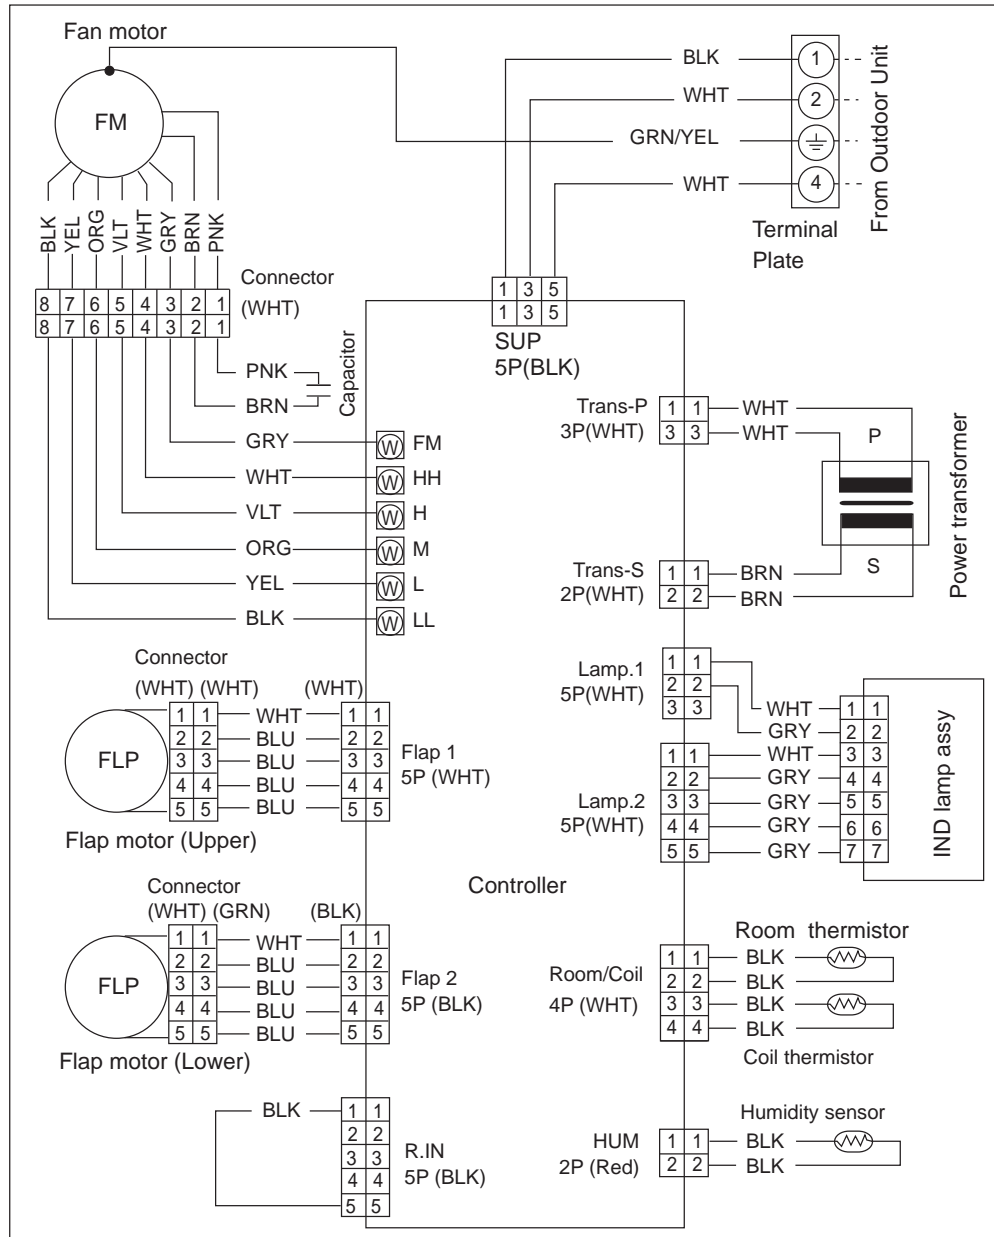 Fan motor
FM
BLK
YEL
ORG
VLT
WHT
GRY
BRN
PNK
Connector
(WHT)
8 7 6 5 4 3 2 1
8 7 6 5 4 3 2 1
PNK
BRN
Capacitor
GRY W FM
WHT W HH
VLT W H
ORG W M
YEL W L
BLK W LL
BLK 1
WHT 2
GRN/YEL
WHT 4
From Outdoor Unit
Terminal
Plate
1 3 5
1 3 5
SUP
5P(BLK)
Trans-P
3P(WHT)
1 1 WHT
3 3 WHT
P
S
Power transformer
Trans-S
2P(WHT)
1 1 BRN
2 2 BRN
Connector
(WHT) (WHT) (WHT)
FLP
1 1 WHT 1 1
2 2 BLU 2 2
3 3 BLU 3 3
4 4 BLU 4 4
5 5 BLU 5 5
Flap 1
5P (WHT)
Flap motor (Upper)
Lamp.1
5P(WHT)
1 1
2 2
3 3
Lamp.2
5P(WHT)
1 1
2 2
3 3
4 4
5 5
WHT 1 1
GRY 2 2
WHT 3 3
GRY 4 4
GRY 5 5
GRY 6 6
GRY 7 7
IND lamp assy
Controller
Connector
(WHT) (GRN) (BLK)
FLP
1 1 WHT 1 1
2 2 BLU 2 2
3 3 BLU 3 3
4 4 BLU 4 4
5 5 BLU 5 5
Flap 2
5P (BLK)
Flap motor (Lower)
Room thermistor
Room/Coil
4P (WHT)
1 1 BLK
2 2 BLK
3 3 BLK
4 4 BLK
Coil thermistor
BLK 1 1
2 2
3 3
4 4
5 5
R.IN
5P (BLK)
Humidity sensor
HUM
2P (Red)
1 1 BLK
2 2 BLK